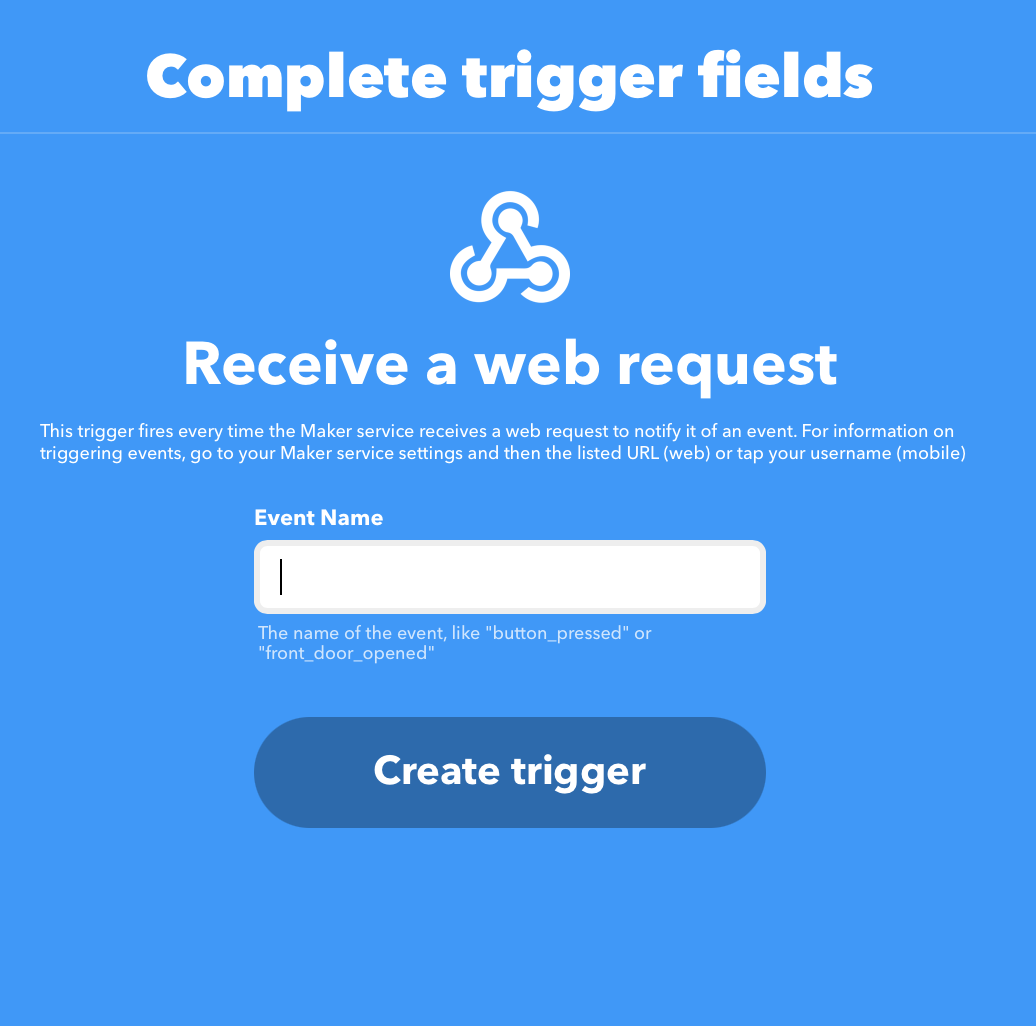 Complete trigger fields
Receive a web request
This trigger fires every time the Maker service receives a web request to notify it of an event. For information on
triggering events, go to your Maker service settings and then the listed URL (web) or tap your username (mobile)
Event Name
The name of the event, like "button_pressed" or
"front_door_opened"
Create trigger